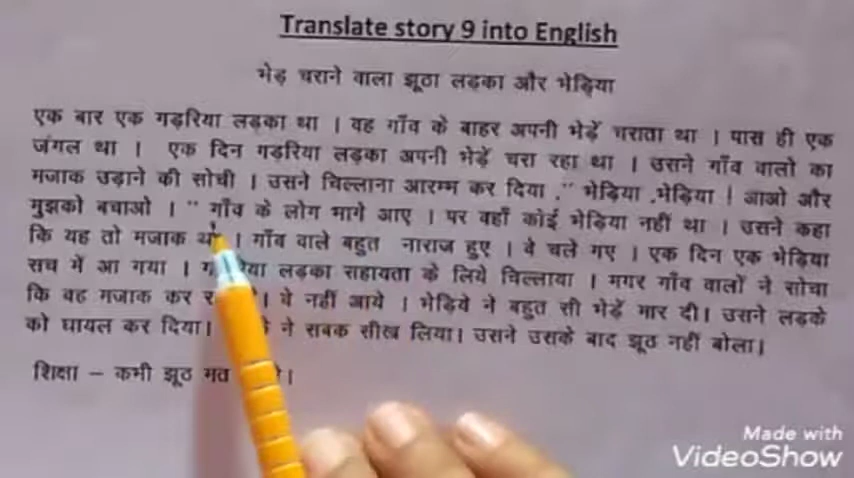 Translate story 9 into English
भेड़ चराने वाला झूठा लड़का और भेड़िया
एक बार एक गड़रिया लड़का था । वह गाँव के बाहर अपनी भेड़ें चराता था । पास ही एक
जंगल था । एक दिन गड़रिया लड़का अपनी भेड़ें चरा रहा था । उसने गाँव वालो का
मजाक उड़ाने की सोची । उसने चिल्लाना आरम्भ कर दिया ." भेड़िया .भेड़िया ! आओ और
मुझको बचाओ । " गाँव के लोग भागे आए । पर वहाँ कोई भेड़िया नहीं था । उसने कहा
कि यह तो मजाक । गाँव वाले बहुत नाराज हुए । वे चले गए । एक दिन एक भेड़िया
सच में आ गया । लड़का सहायता के लिये चिल्लाया । मगर गाँव वालों ने सोचा
कि वह मजाक कर । वे नहीं आये । भेड़िये ने बहुत सी भेड़ें मार दी। उसने लड़के
को घायल कर दिया। ने सबक सीख लिया। उसने उसके बाद झूठ नहीं बोला।
शिक्षा – कभी झूठ मत ।
Made with
VideoShow